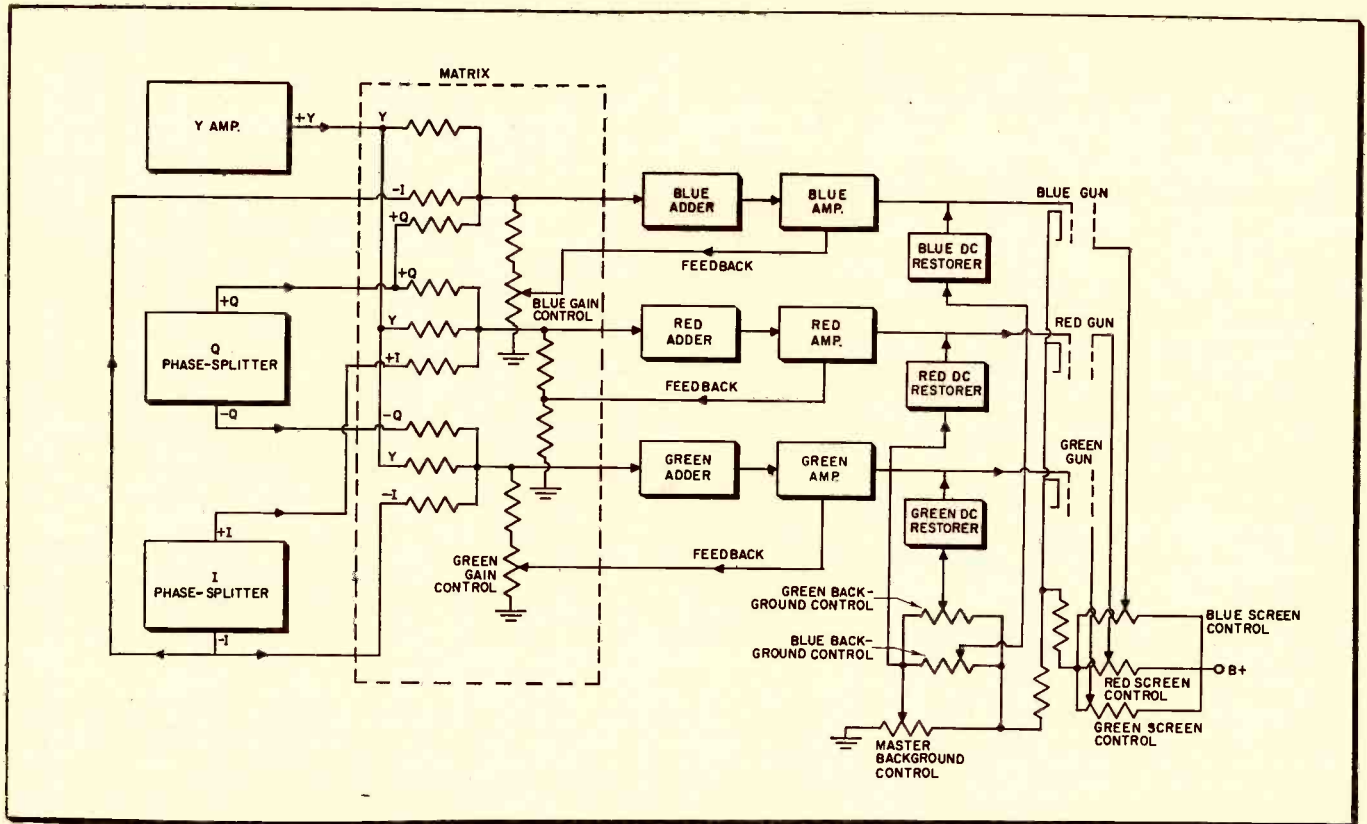 MATRIX
Y AMP.
+Y
Y
-I
+Q
+Q
Y
+I
-Q
Y
-I
+Q
Q
PHASE-SPLITTER
-Q
+I
I
PHASE-SPLITTER
-I
BLUE GAIN
CONTROL
GREEN
GAIN
CONTROL
BLUE
ADDER
BLUE
AMP.
FEEDBACK
RED
ADDER
RED
AMP.
FEEDBACK
GREEN
ADDER
GREEN
AMP.
FEEDBACK
BLUE GUN
BLUE DC
RESTORER
RED GUN
RED DC
RESTORER
GREEN
GUN
GREEN DC
RESTORER
GREEN BACK-
GROUND CONTROL
BLUE BACK-
GROUND CONTROL
MASTER
BACKGROUND
CONTROL
BLUE SCREEN
CONTROL
B+
RED SCREEN
CONTROL
GREEN SCREEN
CONTROL